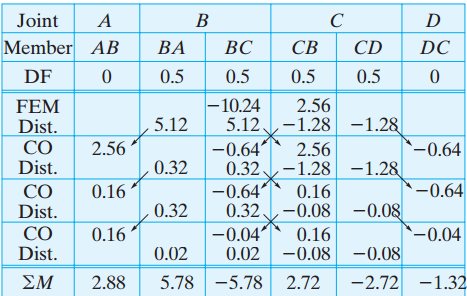 Joint A B C D
Member AB BA BC CB CD DC
DF 0 0.5 0.5 0.5 0.5 0
FEM −10.24 2.56
Dist. 5.12 5.12 −1.28 −1.28
CO 2.56 −0.64 2.56 −0.64
Dist. 0.32 0.32 −1.28 −1.28
CO 0.16 −0.64 0.16 −0.64
Dist. 0.32 0.32 −0.08 −0.08
CO 0.16 −0.04 0.16 −0.04
Dist. 0.02 0.02 −0.08 −0.08
ΣM 2.88 5.78 −5.78 2.72 −2.72 −1.32